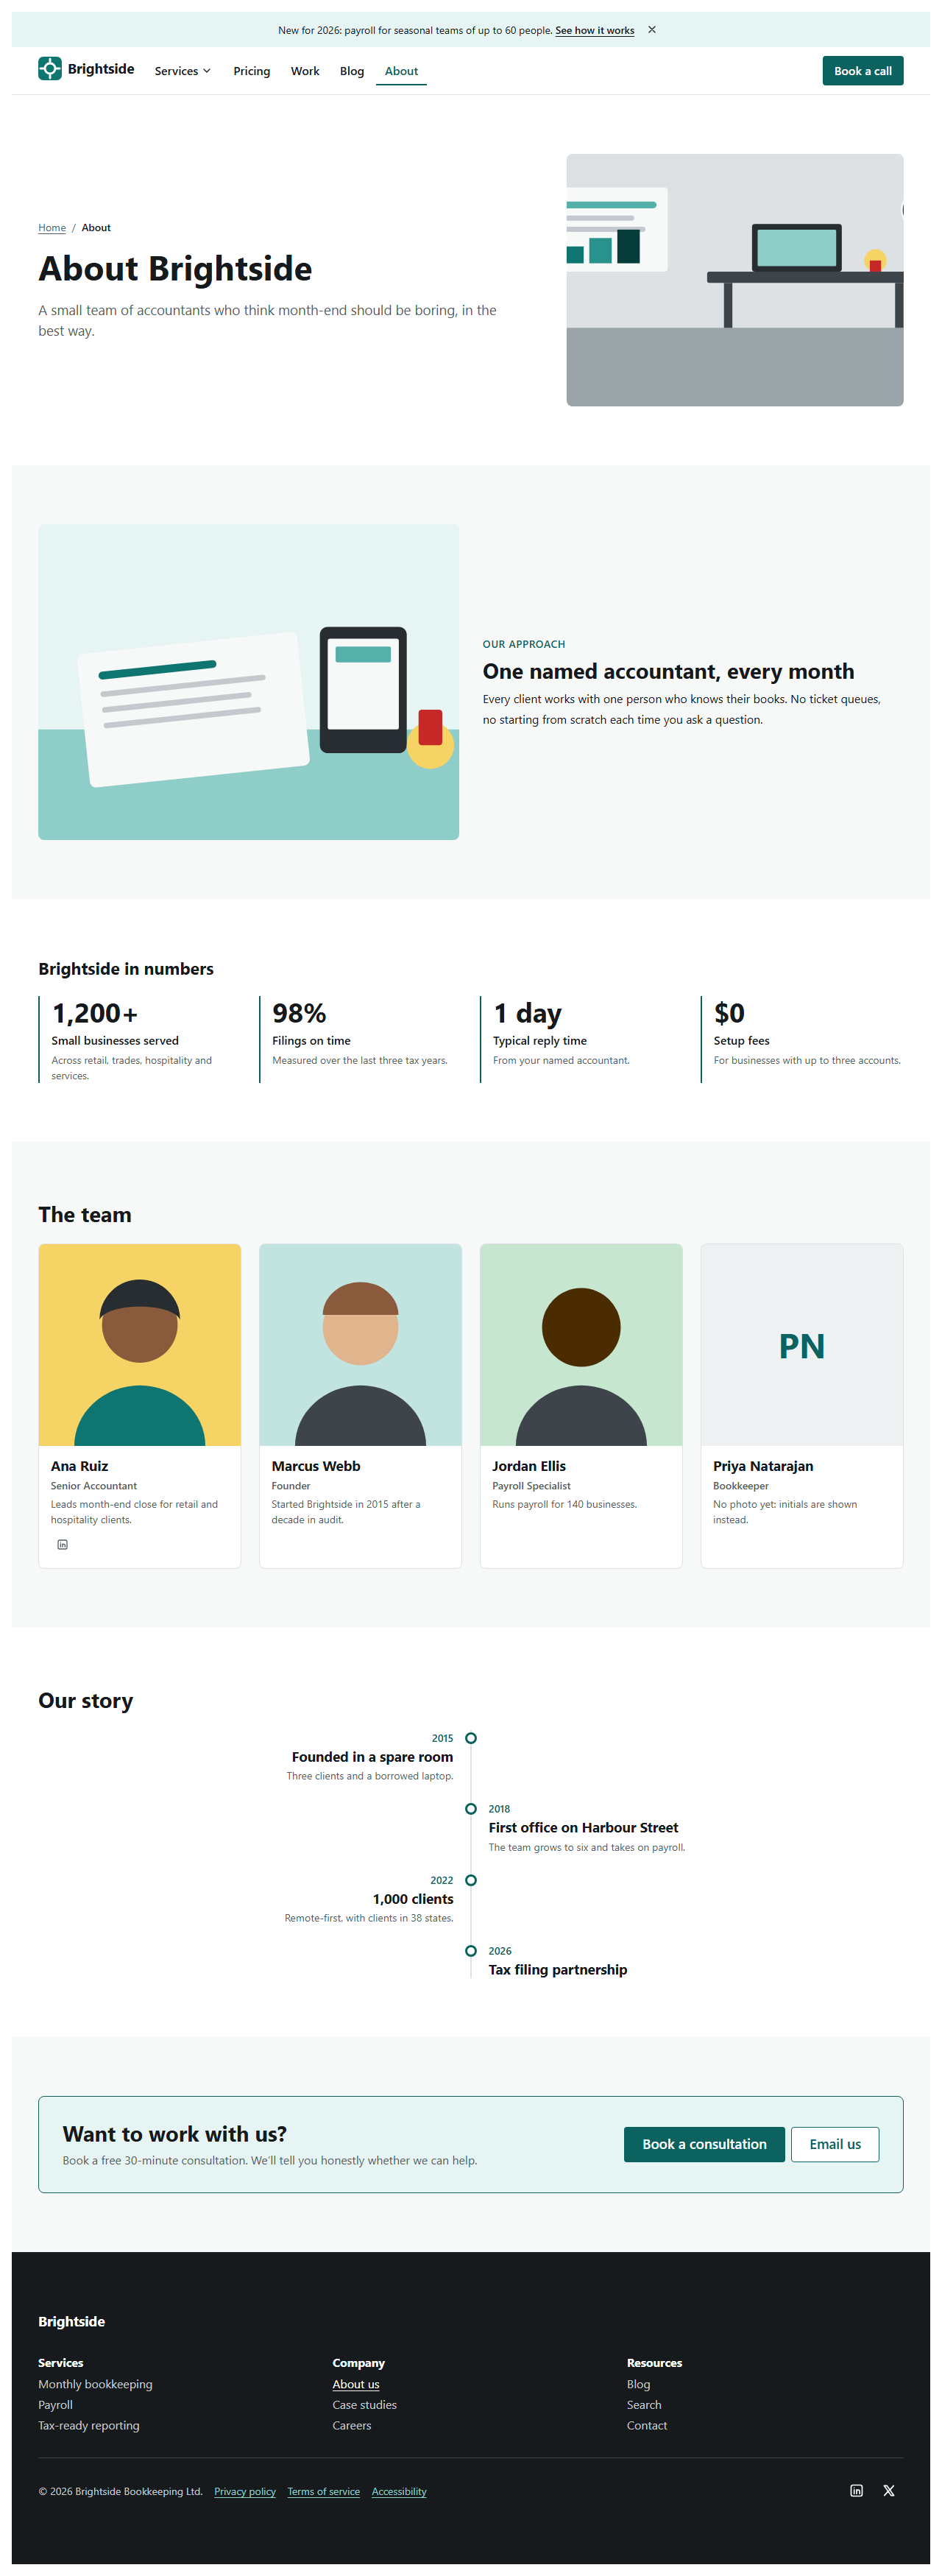 New for 2026: payroll for seasonal teams of up to 60 people. See how it works
Brightside
Services
Pricing
Work
Blog
About
Book a call
Home / About
About Brightside
A small team of accountants who think month-end should be boring, in the
best way.
OUR APPROACH
One named accountant, every month
Every client works with one person who knows their books. No ticket queues,
no starting from scratch each time you ask a question.
Brightside in numbers
1,200+
Small businesses served
Across retail, trades, hospitality and
services.
98%
Filings on time
Measured over the last three tax years.
1 day
Typical reply time
From your named accountant.
$0
Setup fees
For businesses with up to three accounts.
The team
Ana Ruiz
Senior Accountant
Leads month-end close for retail and
hospitality clients.
Marcus Webb
Founder
Started Brightside in 2015 after a
decade in audit.
Jordan Ellis
Payroll Specialist
Runs payroll for 140 businesses.
PN
Priya Natarajan
Bookkeeper
No photo yet: initials are shown
instead.
Our story
2015
Founded in a spare room
Three clients and a borrowed laptop.
2018
First office on Harbour Street
The team grows to six and takes on payroll.
2022
1,000 clients
Remote-first, with clients in 38 states.
2026
Tax filing partnership
Want to work with us?
Book a free 30-minute consultation. We'll tell you honestly whether we can help.
Book a consultation
Email us
Brightside
Services
Monthly bookkeeping
Payroll
Tax-ready reporting
Company
About us
Case studies
Careers
Resources
Blog
Search
Contact
© 2026 Brightside Bookkeeping Ltd. Privacy policy Terms of service Accessibility